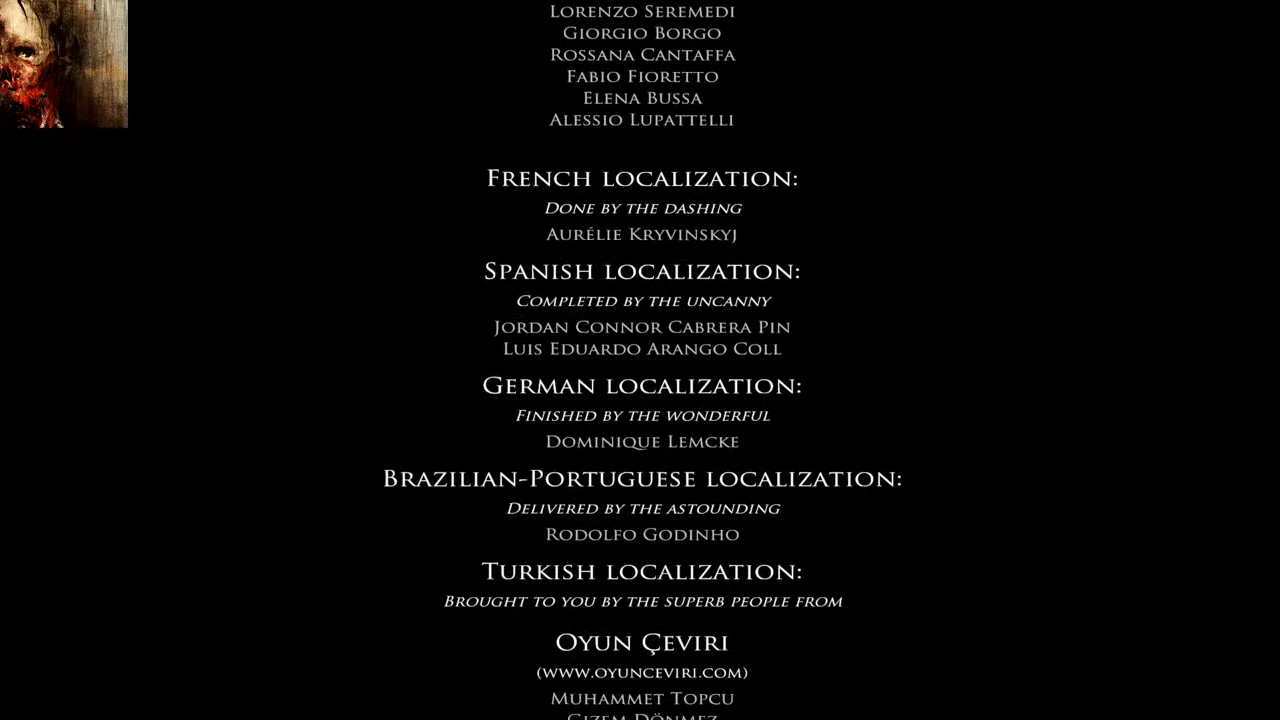 LORENZO SEREMEDI
GIORGIO BORGO
ROSSANA CANTAFFA
FABIO FIORETTO
ELENA BUSSA
ALESSIO LUPATTELLI
FRENCH LOCALIZATION:
DONE BY THE DASHING
AURÉLIE KRYVINSKYJ
SPANISH LOCALIZATION:
COMPLETED BY THE UNCANNY
JORDAN CONNOR CABRERA PIN
LUIS EDUARDO ARANGO COLL
GERMAN LOCALIZATION:
FINISHED BY THE WONDERFUL
DOMINIQUE LEMCKE
BRAZILIAN-PORTUGUESE LOCALIZATION:
DELIVERED BY THE ASTOUNDING
RODOLFO GODINHO
TURKISH LOCALIZATION:
BROUGHT TO YOU BY THE SUPERB PEOPLE FROM
OYUN ÇEVIRI
(WWW.OYUNCEVIRI.COM)
MUHAMMET TOPCU
GIZEM DÖNMEZ